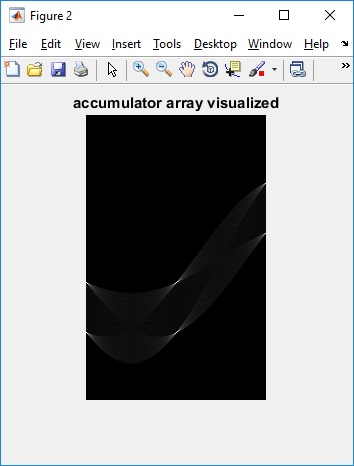 Figure 2
File Edit View Insert Tools Desktop Window Help
accumulator array visualized